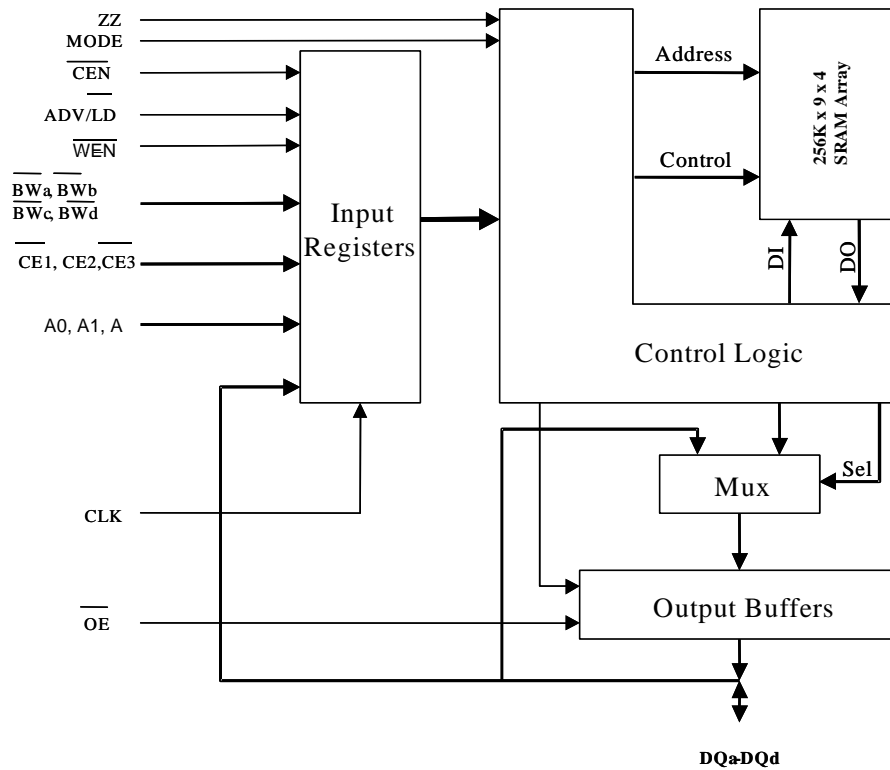 ZZ
MODE
CEN
ADV/LD
WEN
BWa, BWb
BWc, BWd
CE1, CE2,CE3
A0, A1, A
CLK
OE
Input
Registers
Address
Control
256K x 9 x 4
SRAM Array
DI
DO
Control Logic
Sel
Mux
Output Buffers
DQa-DQd